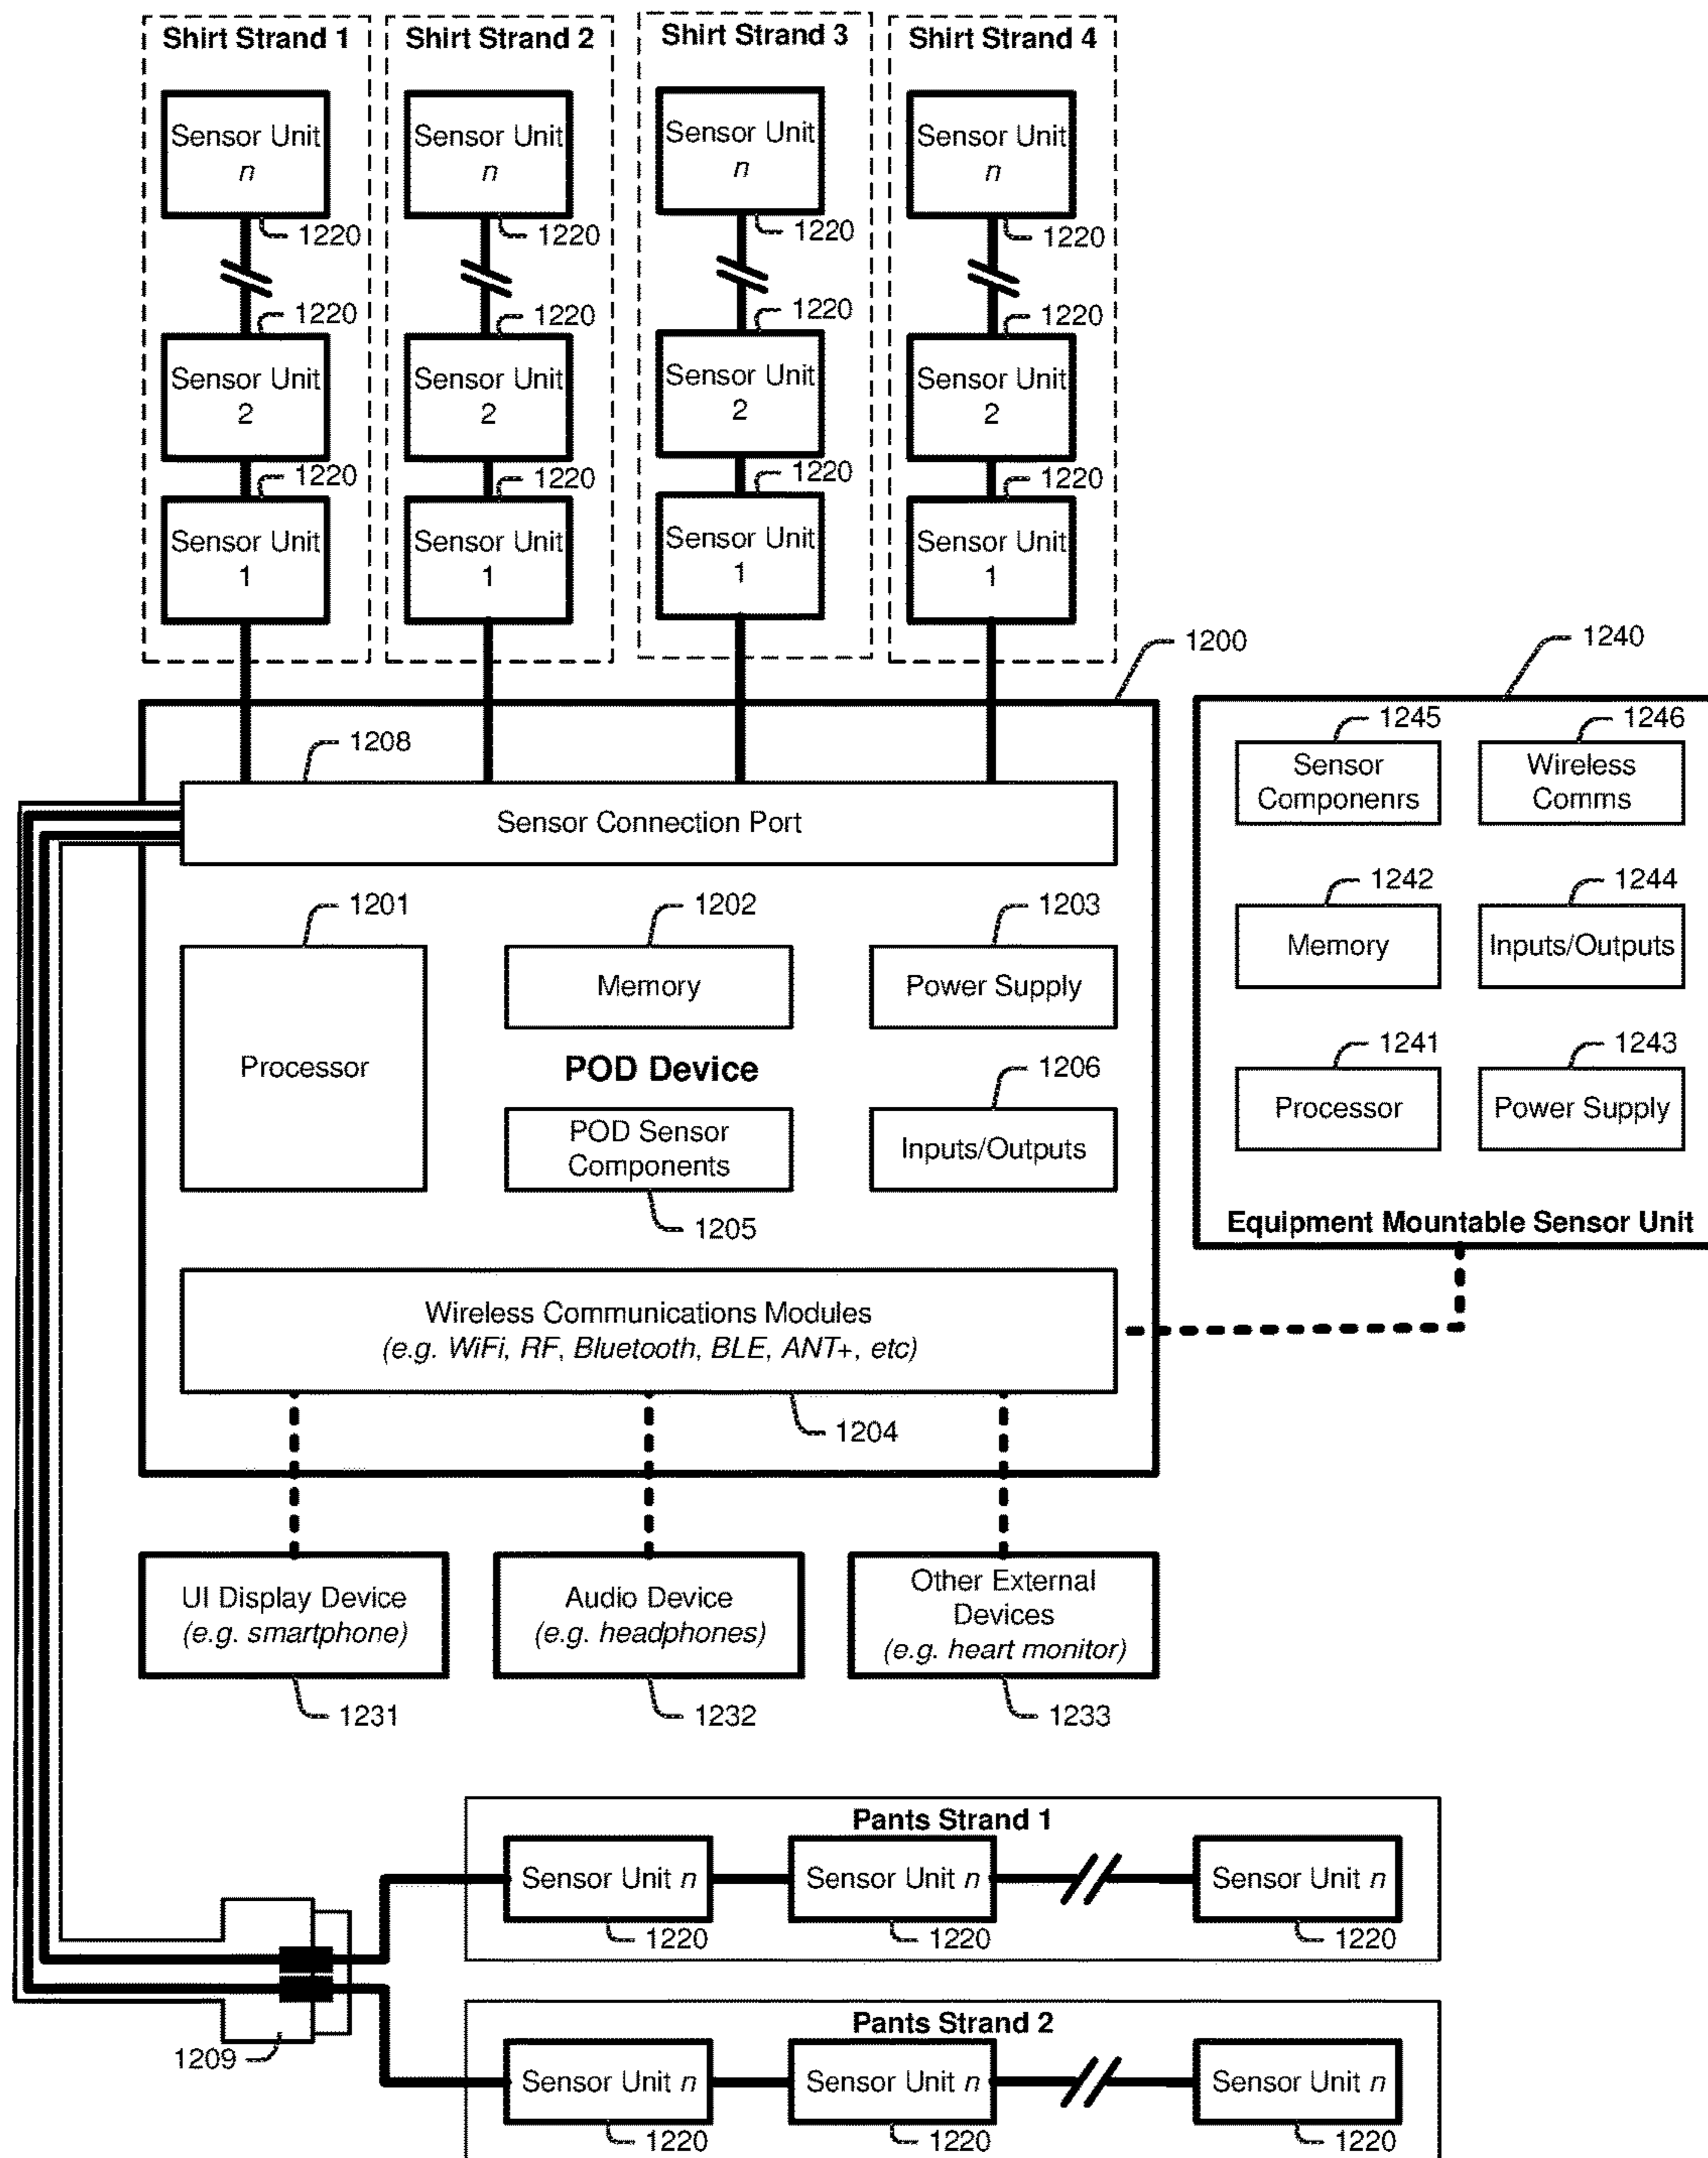 Shirt Strand 1
Shirt Strand 2
Shirt Strand 3
Shirt Strand 4
Sensor Unit
n
Sensor Unit
n
Sensor Unit
n
Sensor Unit
n
1220
1220
1220
1220
1220
1220
1220
1220
Sensor Unit
2
Sensor Unit
2
Sensor Unit
2
Sensor Unit
2
1220
1220
1220
1220
Sensor Unit
1
Sensor Unit
1
Sensor Unit
1
Sensor Unit
1
1200
1208
Sensor Connection Port
1201
1202
1203
Processor
Memory
Power Supply
POD Device
1206
POD Sensor
Components
Inputs/Outputs
1205
Wireless Communications Modules
(e.g. WiFi, RF, Bluetooth, BLE, ANT+, etc)
1204
1240
1245
1246
Sensor
Componenrs
Wireless
Comms
1242
1244
Memory
Inputs/Outputs
1241
1243
Processor
Power Supply
Equipment Mountable Sensor Unit
UI Display Device
(e.g. smartphone)
Audio Device
(e.g. headphones)
Other External
Devices
(e.g. heart monitor)
1231
1232
1233
Pants Strand 1
Sensor Unit n
Sensor Unit n
Sensor Unit n
1220
1220
1220
1209
Pants Strand 2
Sensor Unit n
Sensor Unit n
Sensor Unit n
1220
1220
1220